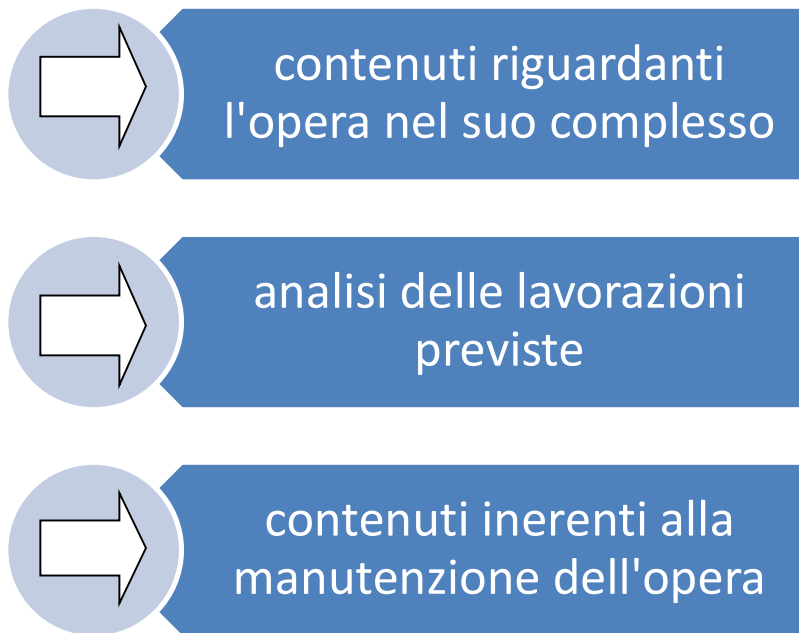 contenuti riguardanti
l'opera nel suo complesso
analisi delle lavorazioni
previste
contenuti inerenti alla
manutenzione dell'opera